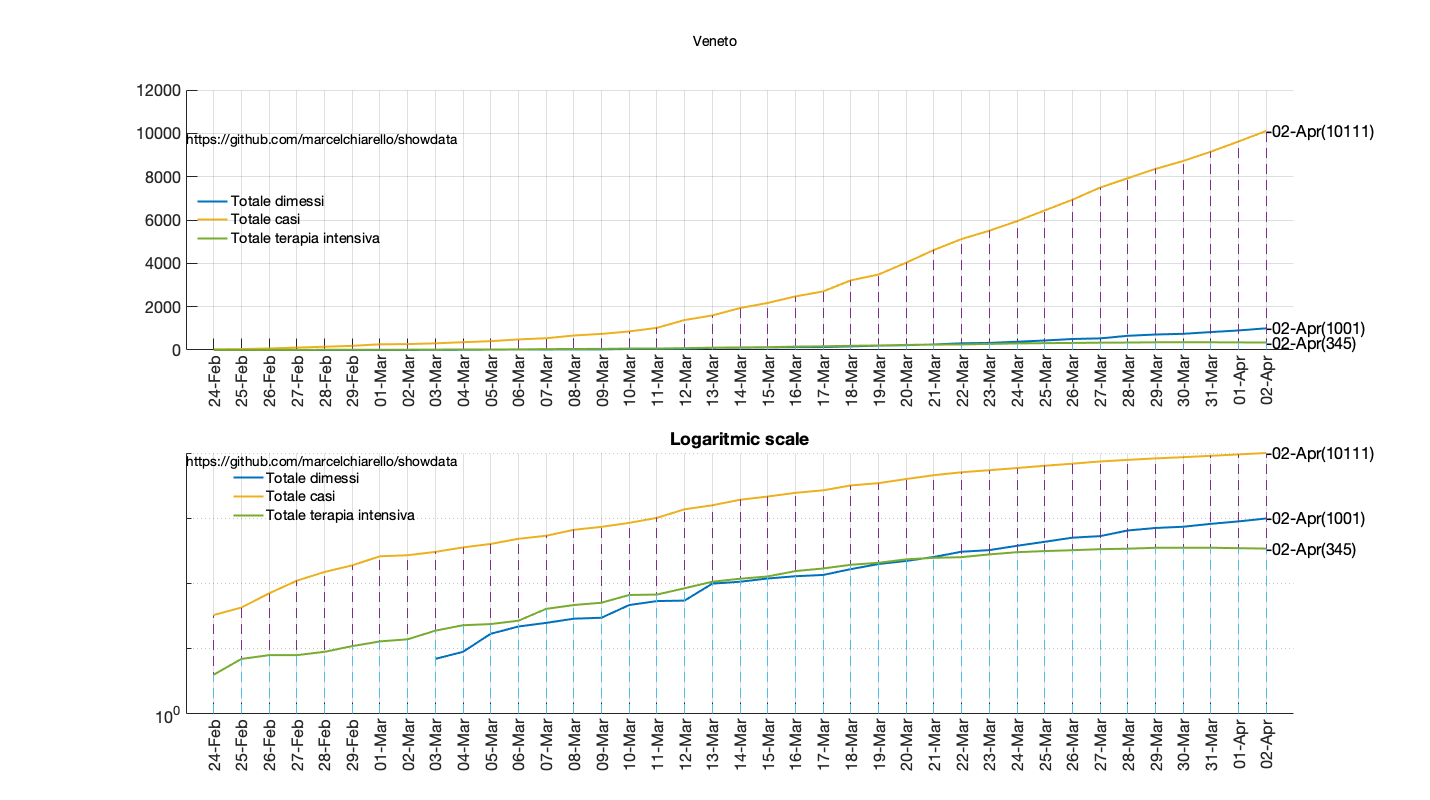 Veneto
12000
10000
8000
6000
4000
2000
0
https://github.com/marcelchiarello/showdata
Totale dimessi
Totale casi
Totale terapia intensiva
-02-Apr(10111)
-02-Apr(1001)
-02-Apr(345)
24-Feb
25-Feb
26-Feb
27-Feb
28-Feb
29-Feb
01-Mar
02-Mar
03-Mar
04-Mar
05-Mar
06-Mar
07-Mar
08-Mar
09-Mar
10-Mar
11-Mar
12-Mar
13-Mar
14-Mar
15-Mar
16-Mar
17-Mar
18-Mar
19-Mar
20-Mar
21-Mar
22-Mar
23-Mar
24-Mar
25-Mar
26-Mar
27-Mar
28-Mar
29-Mar
30-Mar
31-Mar
01-Apr
02-Apr
Logaritmic scale
https://github.com/marcelchiarello/showdata
Totale dimessi
Totale casi
Totale terapia intensiva
-02-Apr(10111)
-02-Apr(1001)
-02-Apr(345)
10⁰
24-Feb
25-Feb
26-Feb
27-Feb
28-Feb
29-Feb
01-Mar
02-Mar
03-Mar
04-Mar
05-Mar
06-Mar
07-Mar
08-Mar
09-Mar
10-Mar
11-Mar
12-Mar
13-Mar
14-Mar
15-Mar
16-Mar
17-Mar
18-Mar
19-Mar
20-Mar
21-Mar
22-Mar
23-Mar
24-Mar
25-Mar
26-Mar
27-Mar
28-Mar
29-Mar
30-Mar
31-Mar
01-Apr
02-Apr